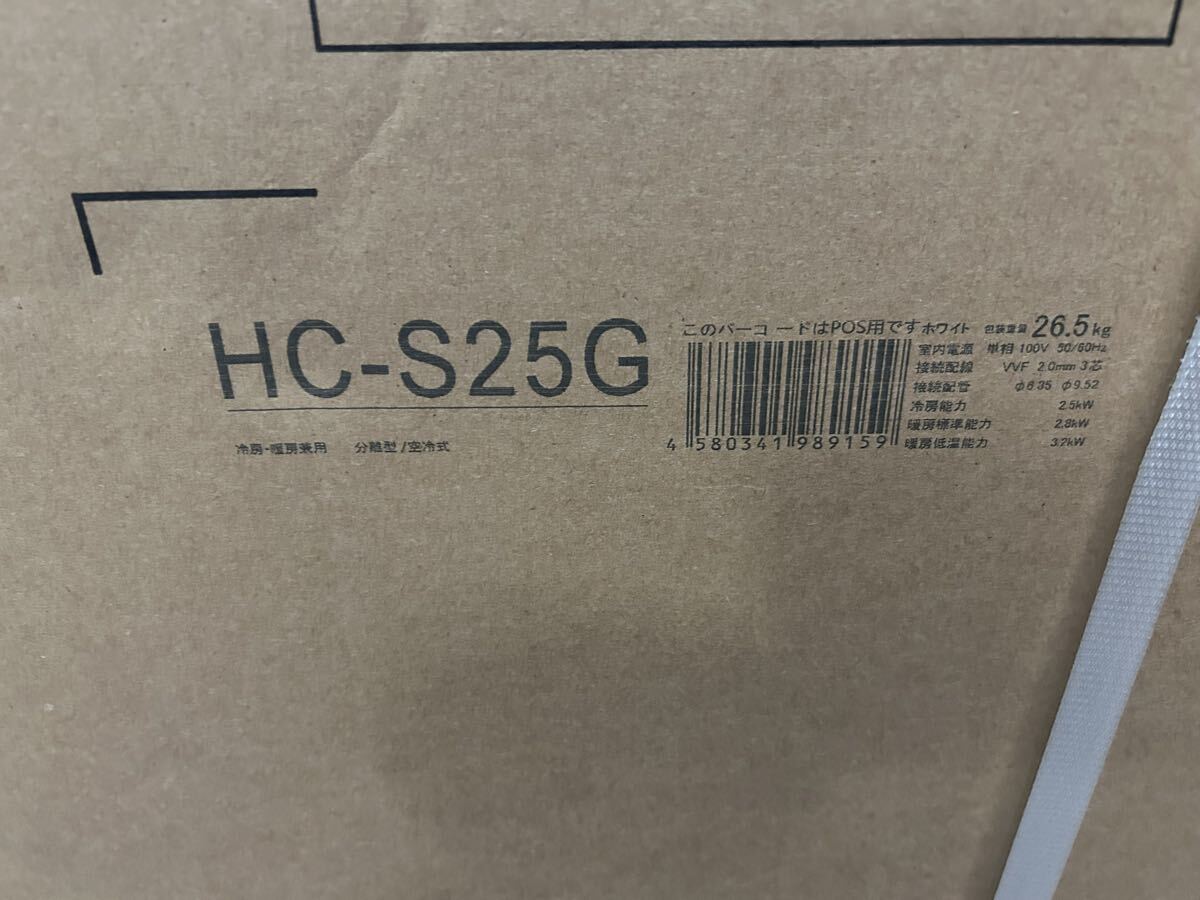 HC-S25G
冷房・暖房兼用 分離型/空冷式
このバーコードはPOS用です ホワイト 包装重量 26.5kg
室内電源 単相 100V 50/60Hz
接続配線 VVF 2.0mm 3芯
接続配管 φ6.35 φ9.52
冷房能力 2.5kW
暖房標準能力 2.8kW
暖房低温能力 3.2kW
4 580341 989159